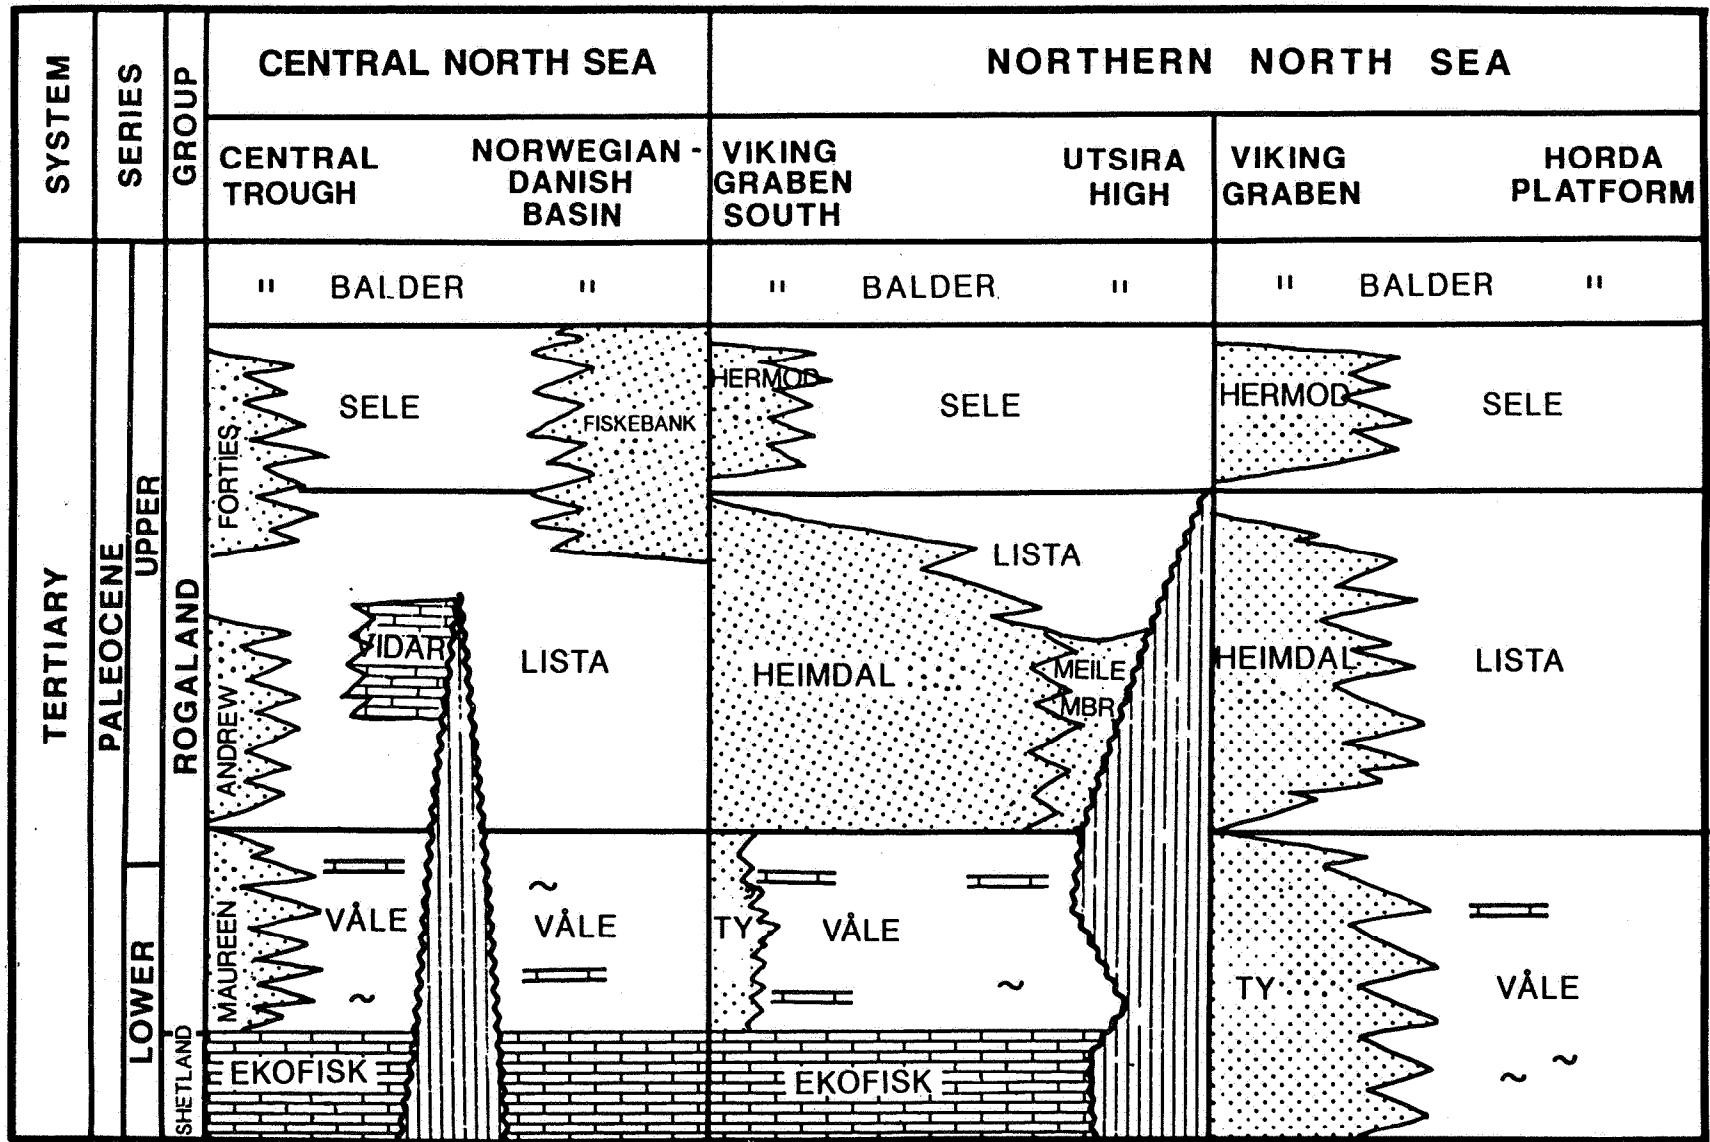 SYSTEM
SERIES
GROUP
CENTRAL NORTH SEA
NORTHERN NORTH SEA
CENTRAL
TROUGH
NORWEGIAN -
DANISH
BASIN
VIKING
GRABEN
SOUTH
UTSIRA
HIGH
VIKING
GRABEN
HORDA
PLATFORM
" BALDER "
" BALDER "
" BALDER "
TERTIARY
PALEOCENE
UPPER
LOWER
ROGALAND
SHETLAND
FORTIES
SELE
FISKEBANK
HERMOD
SELE
HERMOD
SELE
ANDREW
VIDAR
LISTA
HEIMDAL
LISTA
MEILE
MBR
HEIMDAL
LISTA
MAUREEN
VÅLE
~
~
VÅLE
TY
VÅLE
~
TY
VÅLE
~ ~
EKOFISK
EKOFISK